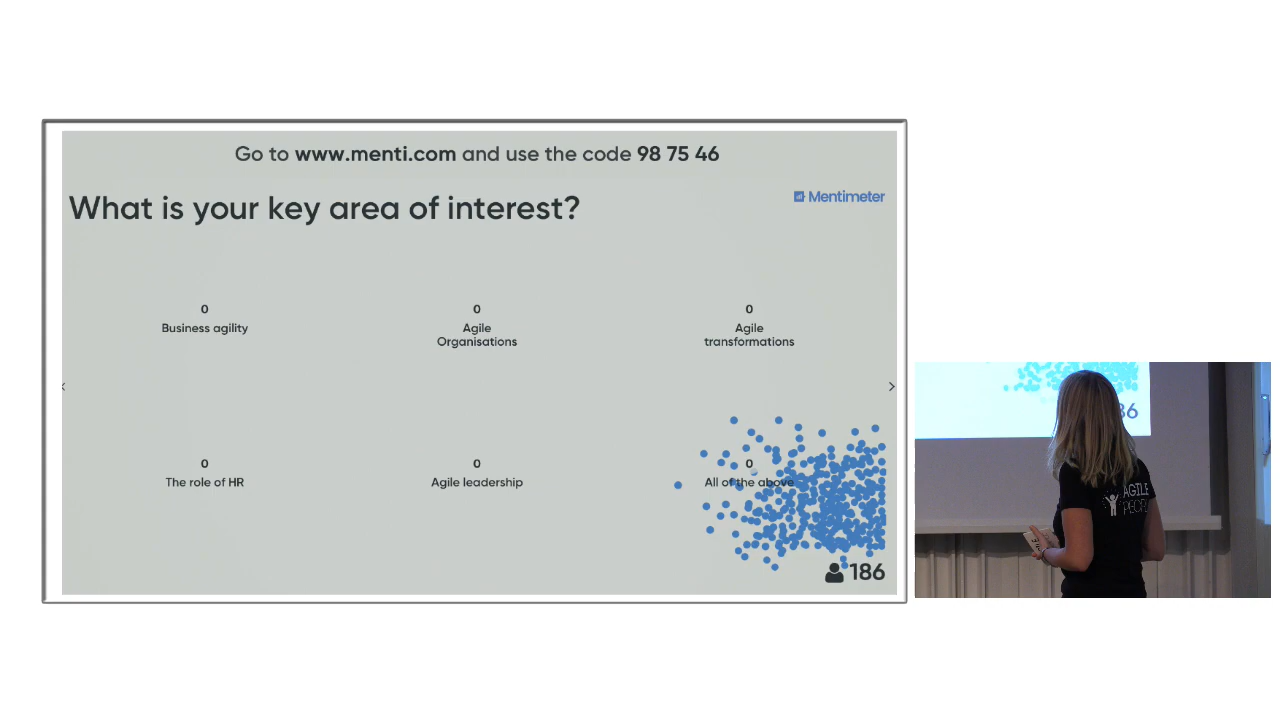 Go to www.menti.com and use the code 98 75 46
What is your key area of interest?
Mentimeter
0
Business agility
0
Agile
Organisations
0
Agile
transformations
0
The role of HR
0
Agile leadership
0
All of the above
186
86
AGILE